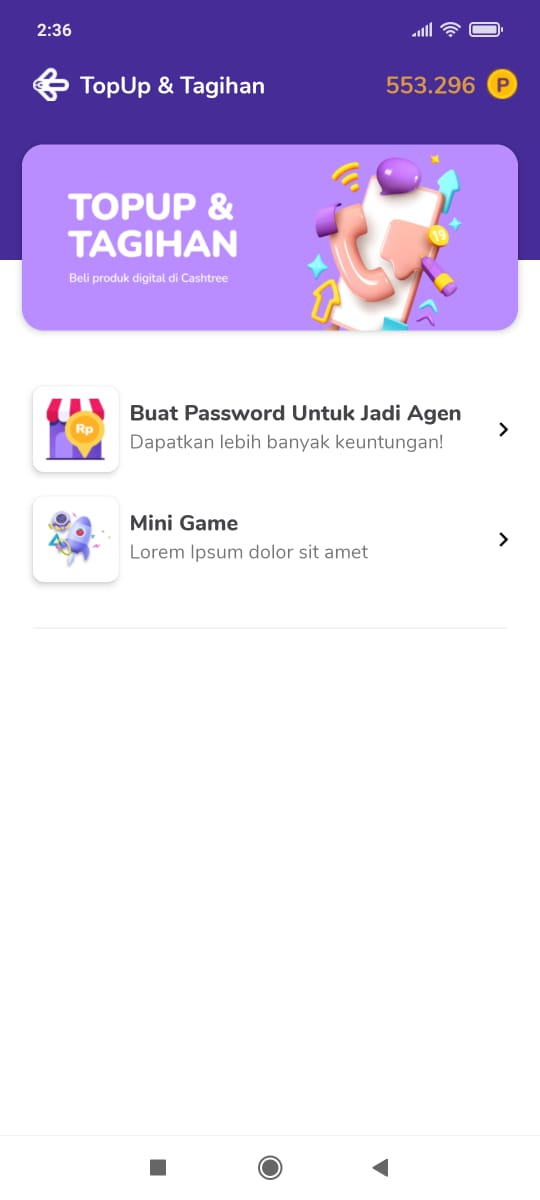 2:36
TopUp & Tagihan
553.296 P
TOPUP &
TAGIHAN
Beli produk digital di Cashtree
19
Rp
Buat Password Untuk Jadi Agen
Dapatkan lebih banyak keuntungan!
Mini Game
Lorem Ipsum dolor sit amet